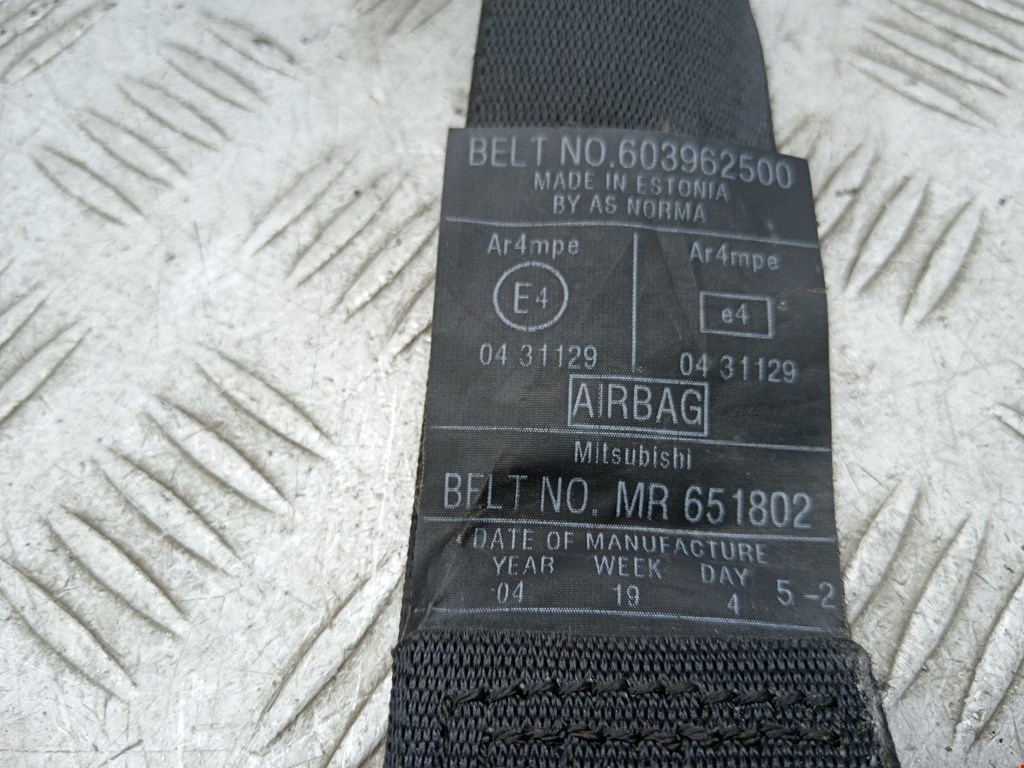 BELT NO.603962500
MADE IN ESTONIA
BY AS NORMA
Ar4mpe Ar4mpe
E4 e4
04 31129 04 31129
AIRBAG
Mitsubishi
BELT NO. MR 651802
DATE OF MANUFACTURE
YEAR WEEK DAY
04 19 4 5-2